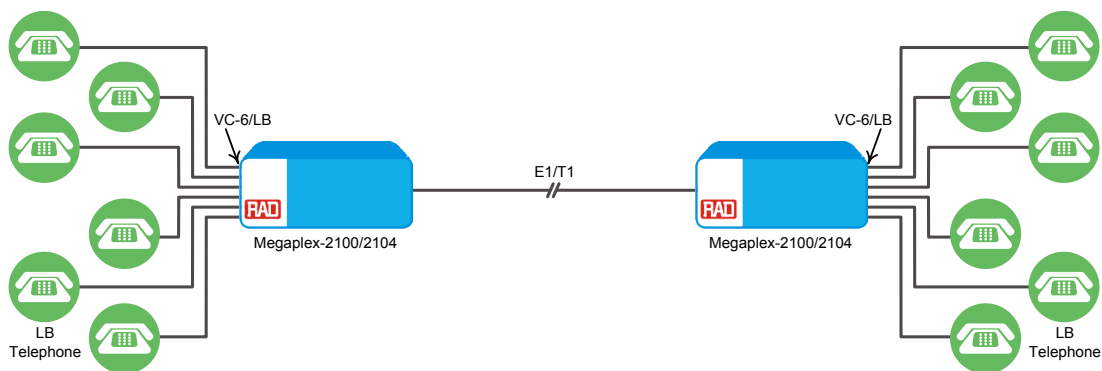 VC-6/LB
VC-6/LB
E1/T1
RAD
RAD
Megaplex-2100/2104
Megaplex-2100/2104
LB
Telephone
LB
Telephone